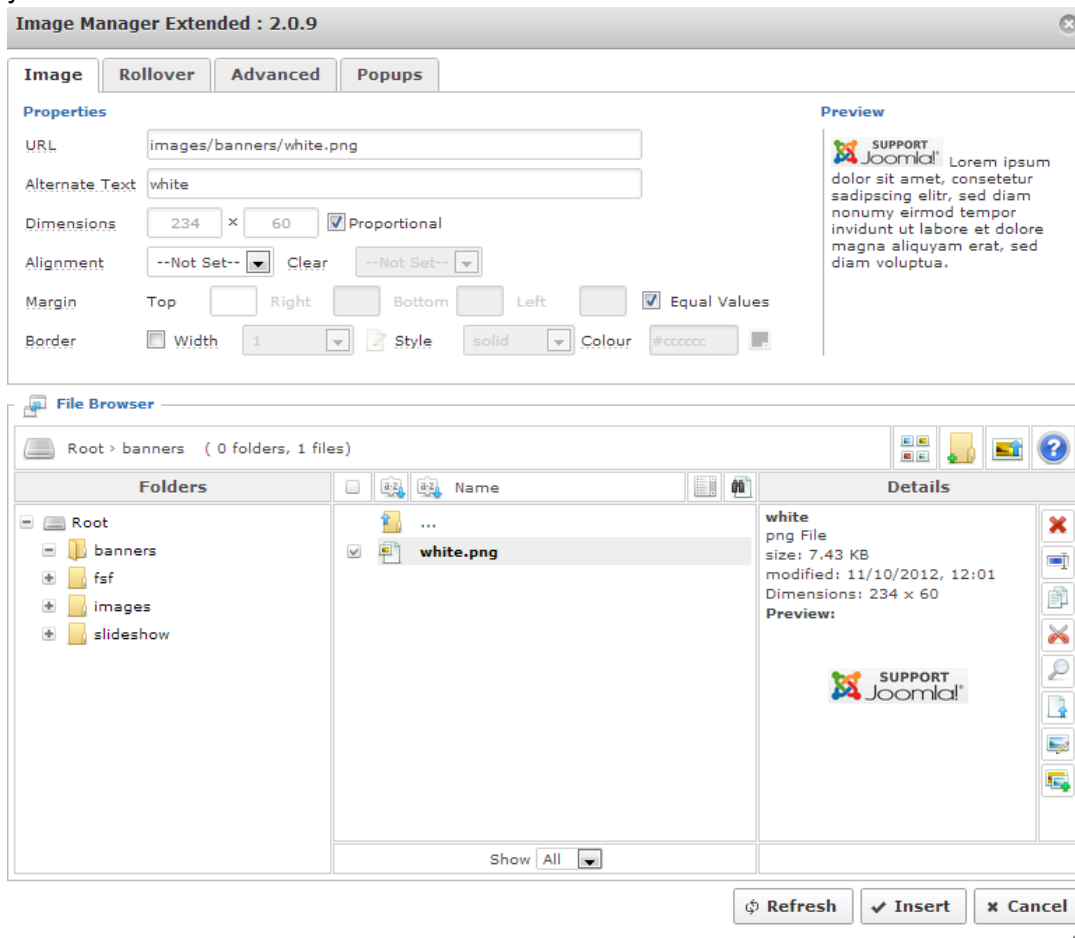 Image Manager Extended : 2.0.9
Image Rollover Advanced Popups
Properties
URL images/banners/white.png
Alternate Text white
Dimensions 234 × 60 Proportional
Alignment --Not Set-- Clear --Not Set--
Margin Top Right Bottom Left Equal Values
Border Width 1 Style solid Colour #cccccc
Preview
SUPPORT
Joomla!
Lorem ipsum
dolor sit amet, consetetur
sadipscing elitr, sed diam
nonumy eirmod tempor
invidunt ut labore et dolore
magna aliquyam erat, sed
diam voluptua.
File Browser
Root › banners ( 0 folders, 1 files)
Folders
Root
banners
fsf
images
slideshow
a-z a-z Name
...
white.png
Show All
Details
white
png File
size: 7.43 KB
modified: 11/10/2012, 12:01
Dimensions: 234 x 60
Preview:
SUPPORT
Joomla!
Refresh Insert Cancel